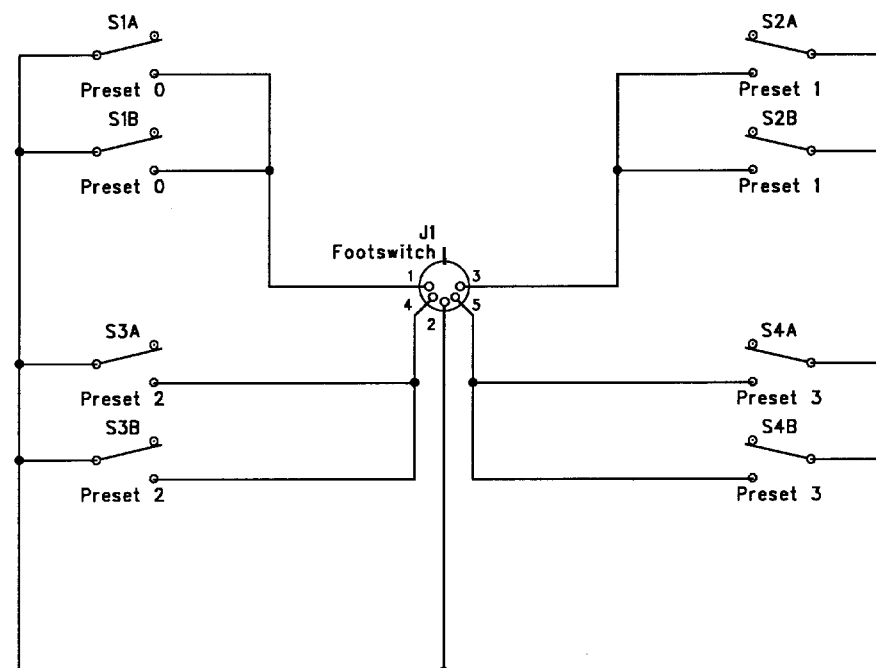 S1A
Preset 0
S1B
Preset 0
S2A
Preset 1
S2B
Preset 1
J1
Footswitch
1
3
4
2
5
S3A
Preset 2
S3B
Preset 2
S4A
Preset 3
S4B
Preset 3